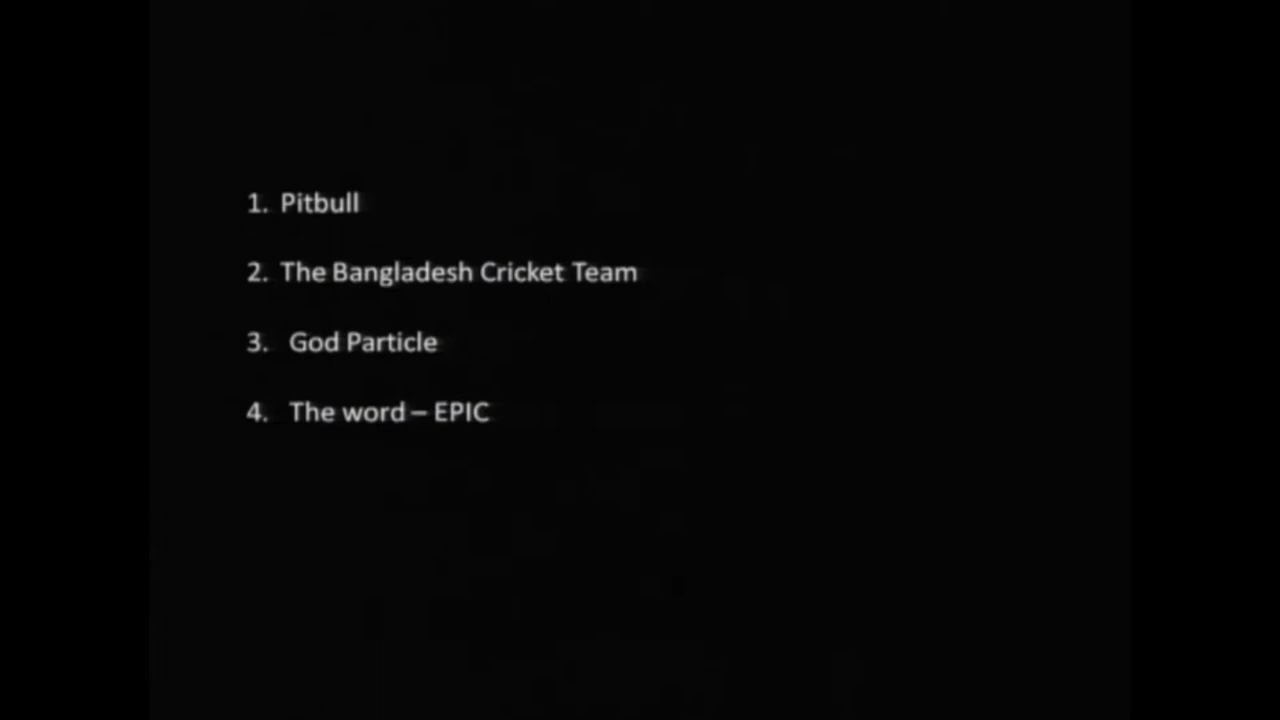 1. Pitbull
2. The Bangladesh Cricket Team
3. God Particle
4. The word – EPIC